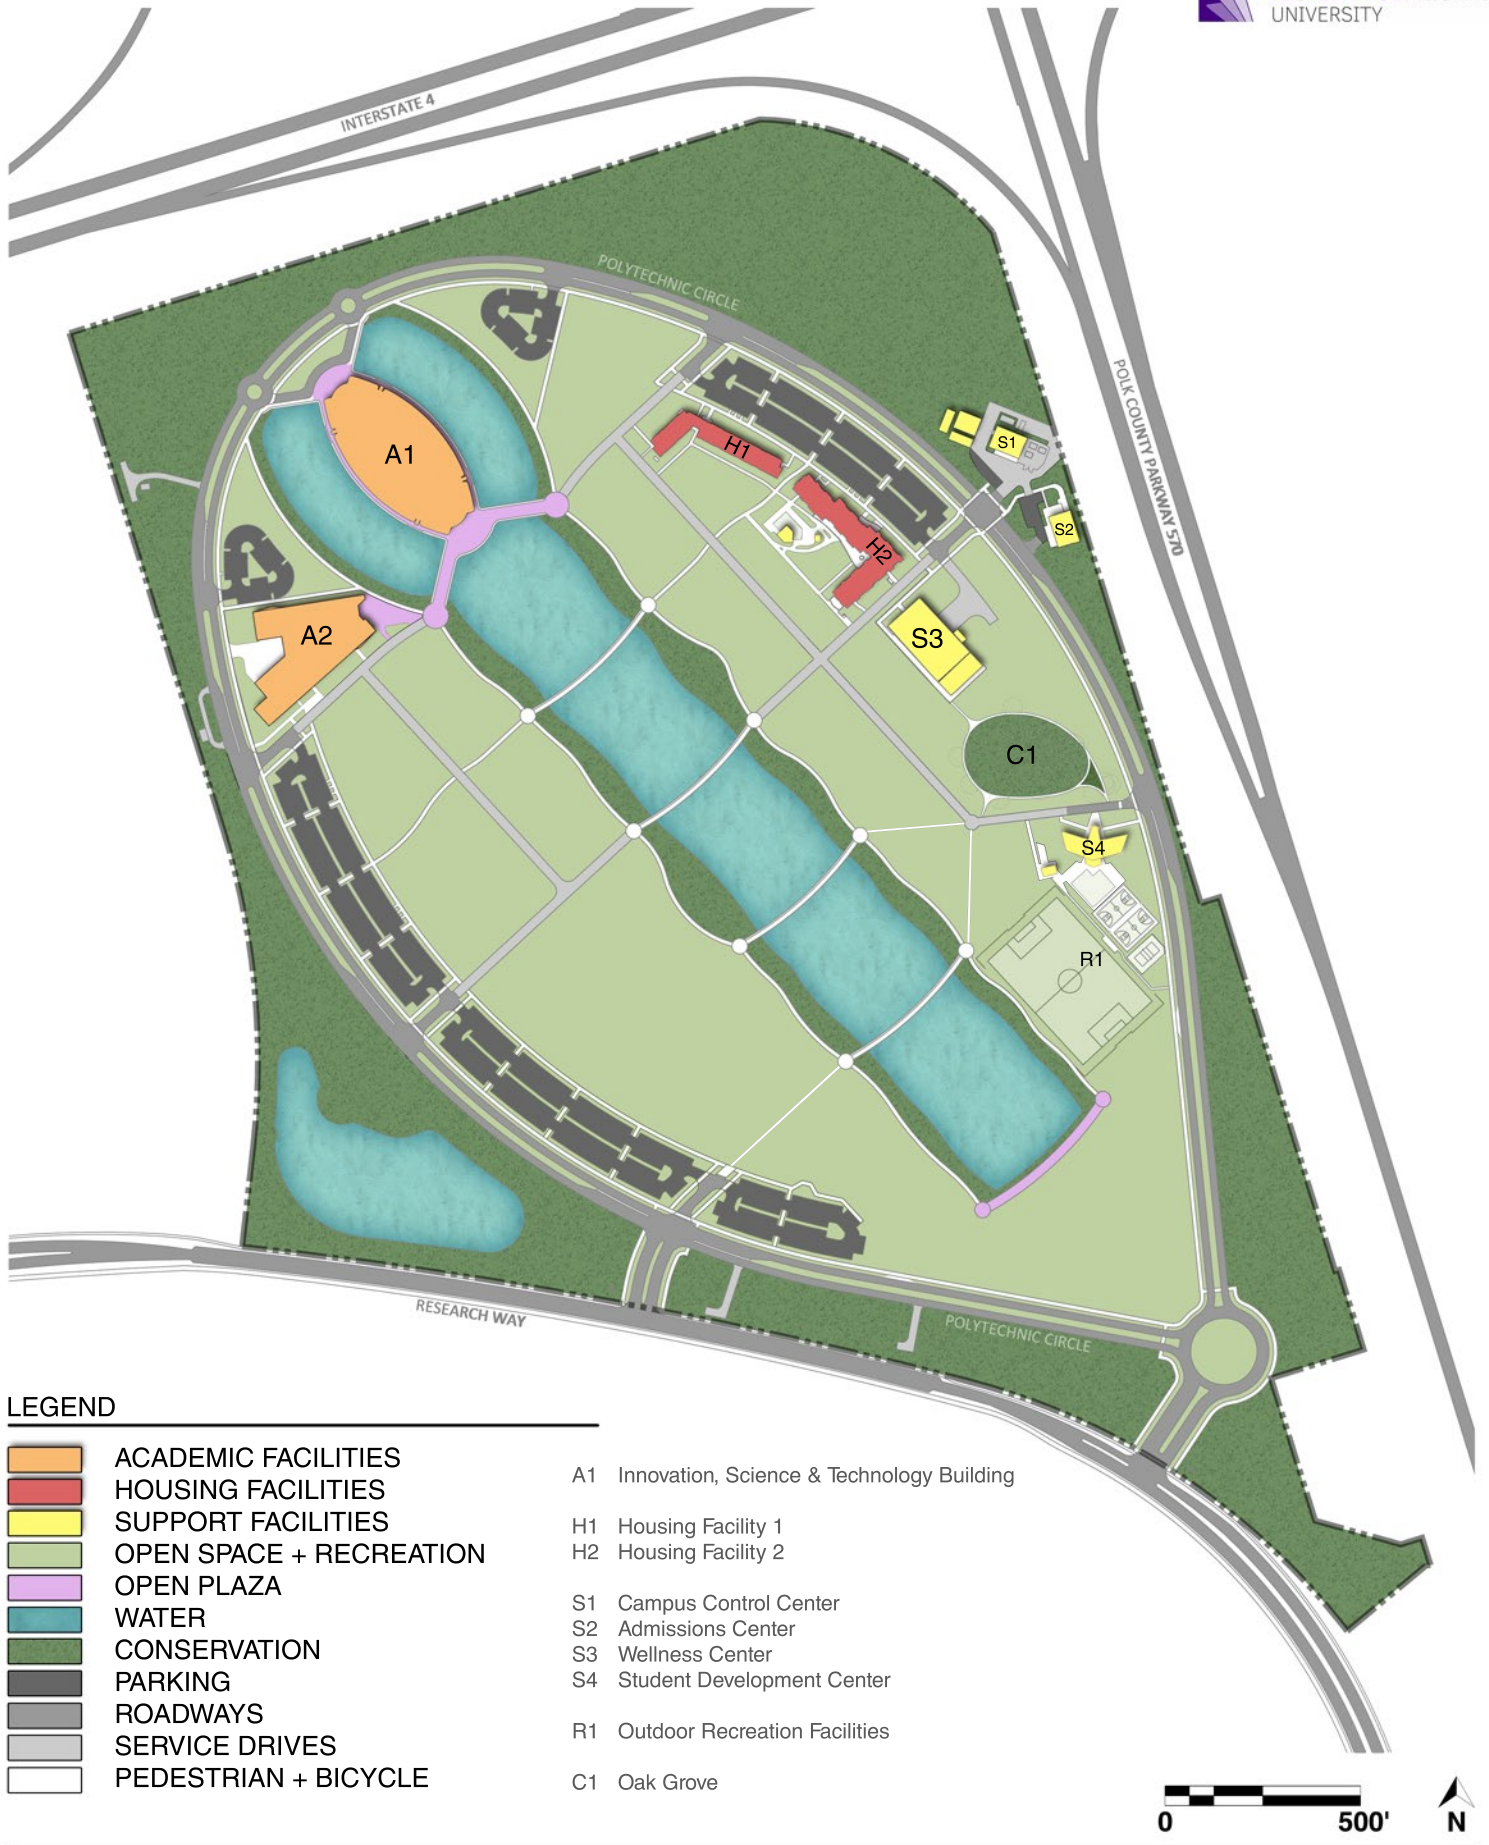 UNIVERSITY
INTERSTATE 4
POLYTECHNIC CIRCLE
POLK COUNTY PARKWAY 570
A1
H1
S1
S2
H2
A2
S3
C1
S4
R1
RESEARCH WAY
POLYTECHNIC CIRCLE
LEGEND
ACADEMIC FACILITIES
HOUSING FACILITIES
SUPPORT FACILITIES
OPEN SPACE + RECREATION
OPEN PLAZA
WATER
CONSERVATION
PARKING
ROADWAYS
SERVICE DRIVES
PEDESTRIAN + BICYCLE
A1 Innovation, Science & Technology Building
H1 Housing Facility 1
H2 Housing Facility 2
S1 Campus Control Center
S2 Admissions Center
S3 Wellness Center
S4 Student Development Center
R1 Outdoor Recreation Facilities
C1 Oak Grove
0 500'
N